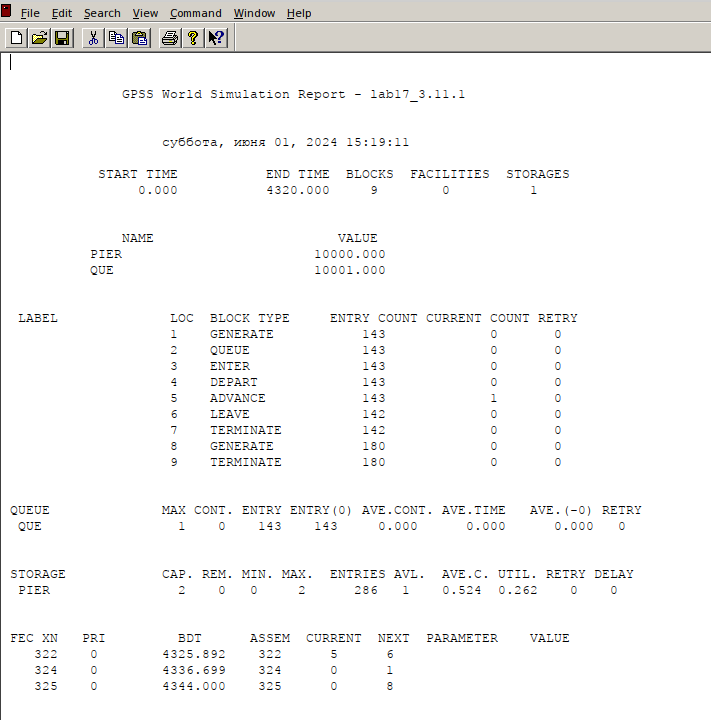 File Edit Search View Command Window Help
GPSS World Simulation Report - lab17_3.11.1
суббота, июня 01, 2024 15:19:11
START TIME END TIME BLOCKS FACILITIES STORAGES
0.000 4320.000 9 0 1
NAME VALUE
PIER 10000.000
QUE 10001.000
LABEL LOC BLOCK TYPE ENTRY COUNT CURRENT COUNT RETRY
1 GENERATE 143 0 0
2 QUEUE 143 0 0
3 ENTER 143 0 0
4 DEPART 143 0 0
5 ADVANCE 143 1 0
6 LEAVE 142 0 0
7 TERMINATE 142 0 0
8 GENERATE 180 0 0
9 TERMINATE 180 0 0
QUEUE MAX CONT. ENTRY ENTRY(0) AVE.CONT. AVE.TIME AVE.(-0) RETRY
QUE 1 0 143 143 0.000 0.000 0.000 0
STORAGE CAP. REM. MIN. MAX. ENTRIES AVL. AVE.C. UTIL. RETRY DELAY
PIER 2 0 0 2 286 1 0.524 0.262 0 0
FEC XN PRI BDT ASSEM CURRENT NEXT PARAMETER VALUE
322 0 4325.892 322 5 6
324 0 4336.699 324 0 1
325 0 4344.000 325 0 8